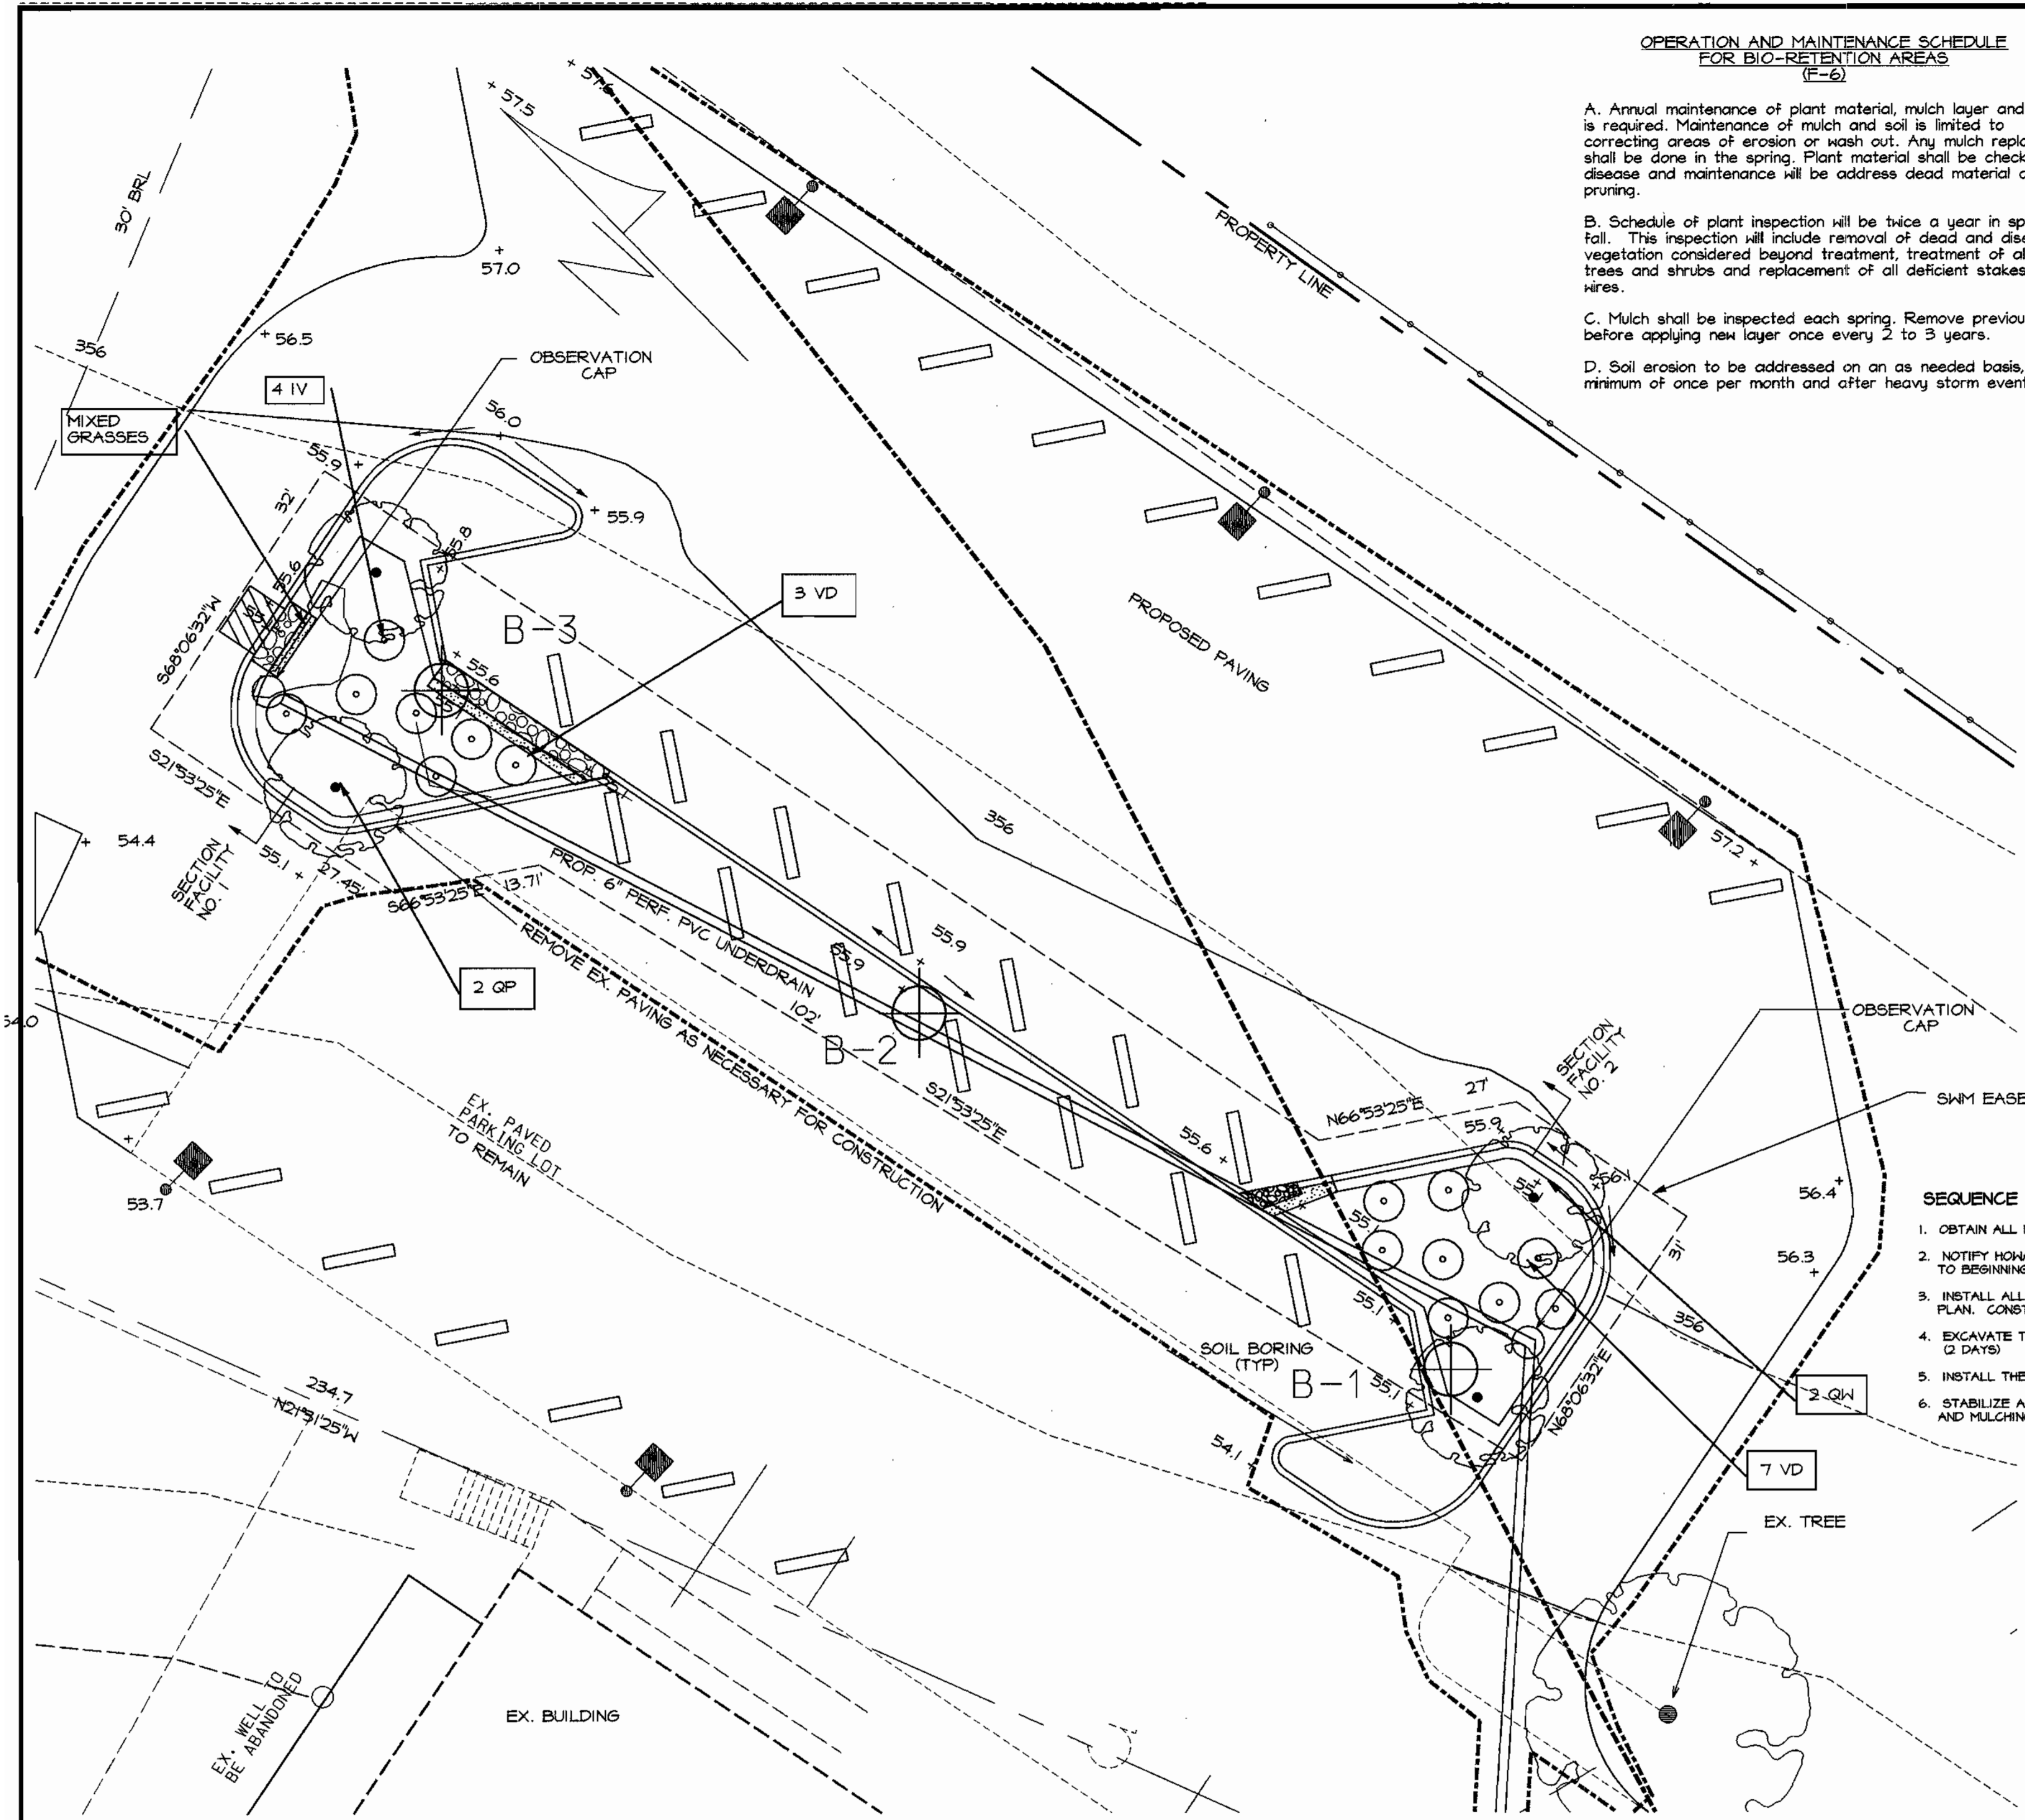 OPERATION AND MAINTENANCE SCHEDULE
FOR BIO-RETENTION AREAS
(F-6)
A. Annual maintenance of plant material, mulch layer and
is required. Maintenance of mulch and soil is limited to
correcting areas of erosion or wash out. Any mulch
shall be done in the spring. Plant material shall be
disease and maintenance will be address dead material
pruning.
B. Schedule of plant inspection will be twice a year in
fall. This inspection will include removal of dead and
vegetation considered beyond treatment, treatment of
trees and shrubs and replacement of all deficient stakes
wires.
C. Mulch shall be inspected each spring. Remove
before applying new layer once every 2 to 3 years.
D. Soil erosion to be addressed on an as needed basis,
minimum of once per month and after heavy storm
57.6
57.5
30' BRL
57.0
PROPERTY LINE
56.5
356
OBSERVATION
CAP
4 IV
MIXED
GRASSES
56.0
55.9
32'
55.9
55.8
55.6
3 VD
PROPOSED PAVING
B-3
S68°06'32"W
55.6
55.1
S21°53'25"E
356
57.2
54.4
SECTION
FACILITY
NO. 1
55.1
27.45'
S66°53'25"E
13.71'
PROP. 6" PERF. PVC UNDERDRAIN
REMOVE EX. PAVING AS NECESSARY FOR CONSTRUCTION
55.9
55.9
2 QP
102'
B-2
S21°53'25"E
54.0
OBSERVATION
CAP
SECTION
FACILITY
NO. 2
27'
N66°53'25"E
55.9
SWM
EX. PAVED
PARKING LOT
TO REMAIN
55.6
56.1
55.1
53.7
56.4
31'
55.1
56.3
SEQUENCE
1. OBTAIN ALL
2. NOTIFY
TO BEGINNING
3. INSTALL ALL
PLAN.
4. EXCAVATE
(2 DAYS)
5. INSTALL THE
6. STABILIZE
AND
55.1
356
SOIL BORING
(TYP)
B-1
55.1
N68°06'32"E
2 QW
234.7
N21°31'25"W
54.1
7 VD
EX. TREE
EX. WELL TO
BE ABANDONED
EX. BUILDING